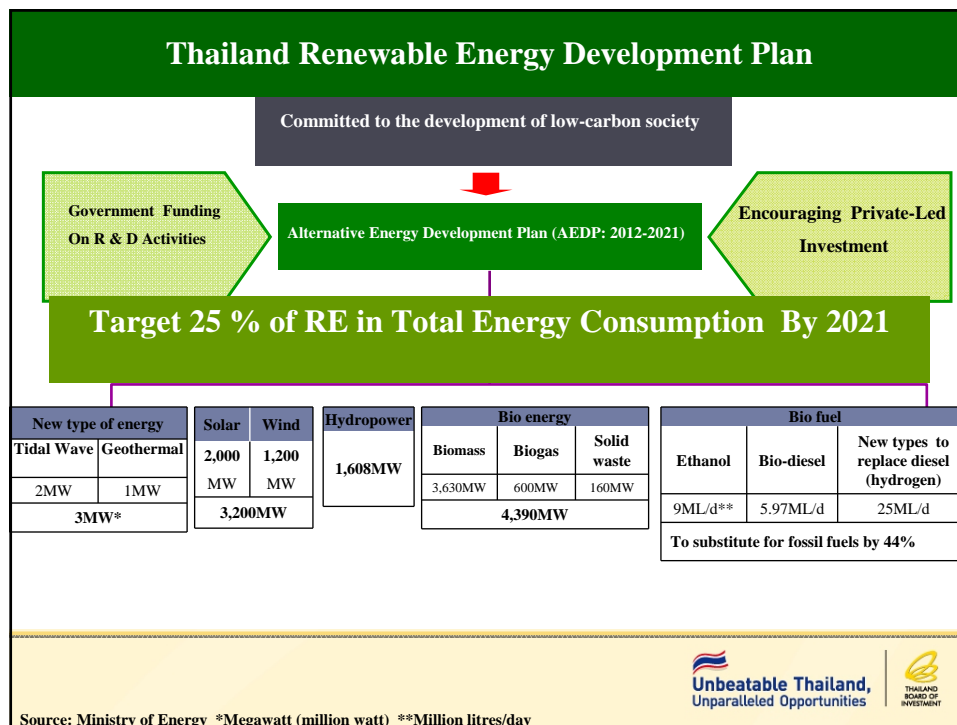 Thailand Renewable Energy Development Plan
Committed to the development of low-carbon society
Government Funding
On R & D Activities
Alternative Energy Development Plan (AEDP: 2012-2021)
Encouraging Private-Led
Investment
Target 25 % of RE in Total Energy Consumption By 2021
New type of energy
Tidal Wave Geothermal
2MW 1MW
3MW*
Solar Wind
2,000 1,200
MW MW
3,200MW
Hydropower
1,608MW
Bio energy
Biomass Biogas Solid
waste
3,630MW 600MW 160MW
4,390MW
Bio fuel
Ethanol Bio-diesel New types to
replace diesel
(hydrogen)
9ML/d** 5.97ML/d 25ML/d
To substitute for fossil fuels by 44%
Unbeatable Thailand,
Unparalleled Opportunities
THAILAND
BOARD OF
INVESTMENT
Source: Ministry of Energy *Megawatt (million watt) **Million litres/day